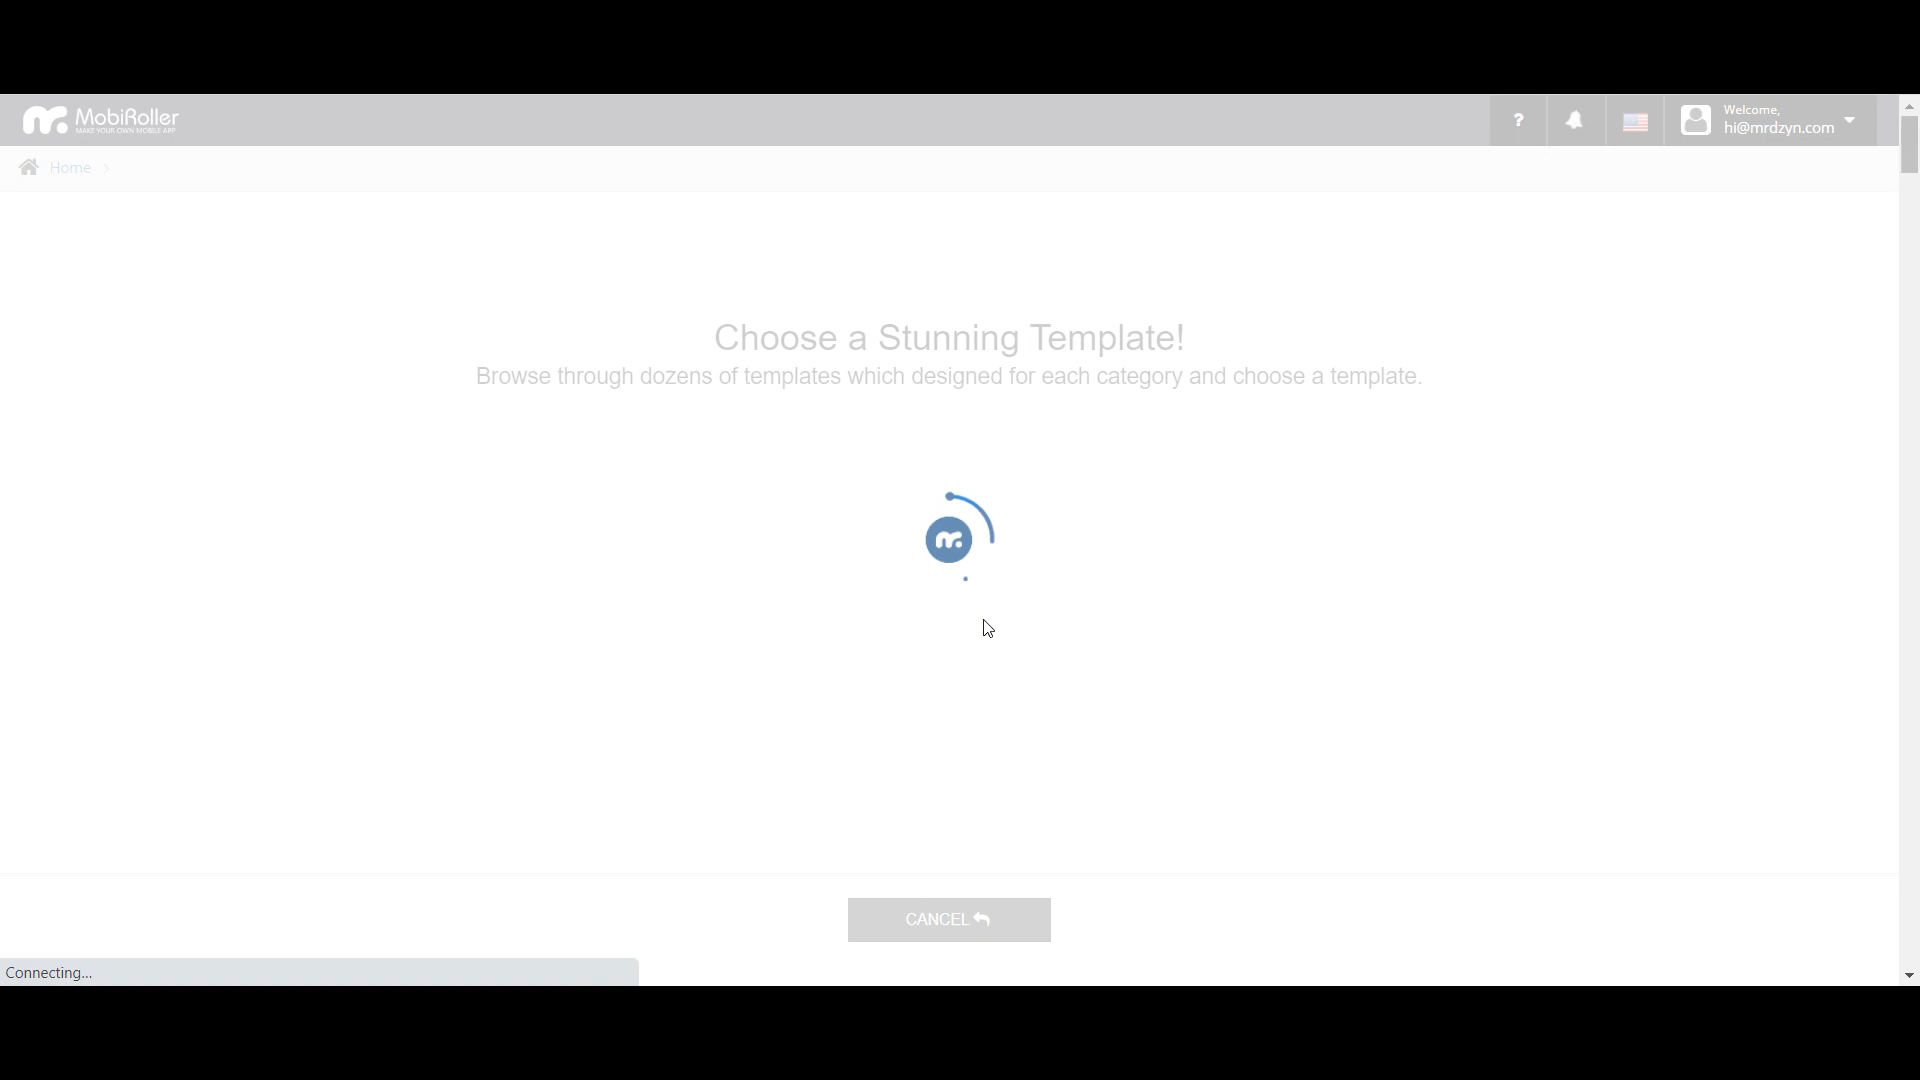 MobiRoller
MAKE YOUR OWN MOBILE APP
?
Welcome,
hi@mrdzyn.com
Home
Choose a Stunning Template!
Browse through dozens of templates which designed for each category and choose a template.
CANCEL
Connecting...